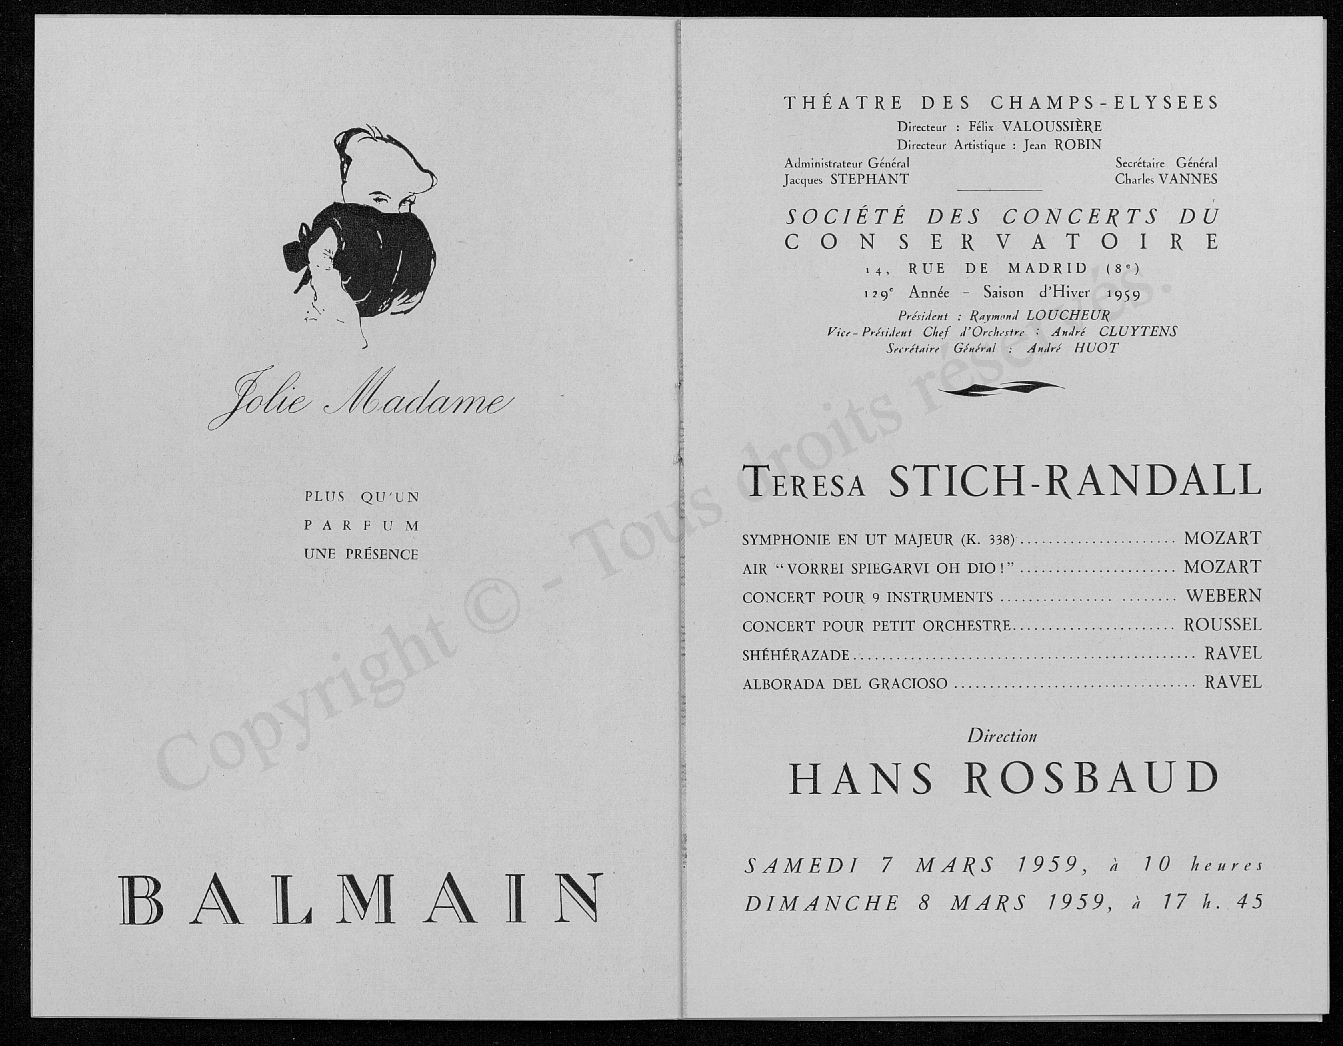 Jolie Madame
PLUS QU'UN
PARFUM
UNE PRÉSENCE
BALMAIN
THÉATRE DES CHAMPS-ELYSEES
Directeur : Félix VALOUSSIÈRE
Directeur Artistique : Jean ROBIN
Administrateur Général
Jacques STEPHANT
Secrétaire Général
Charles VANNES
SOCIÉTÉ DES CONCERTS DU
CONSERVATOIRE
14, RUE DE MADRID (8e)
129e Année - Saison d'Hiver 1959
Président : Raymond LOUCHEUR
Vice-Président Chef d'Orchestre : André CLUYTENS
Secrétaire Général : André HUOT
TERESA STICH-RANDALL
SYMPHONIE EN UT MAJEUR (K. 338) ...................... MOZART
AIR "VORREI SPIEGARVI OH DIO!" ...................... MOZART
CONCERT POUR 9 INSTRUMENTS ........................ WEBERN
CONCERT POUR PETIT ORCHESTRE....................... ROUSSEL
SHÉHÉRAZADE................................................ RAVEL
ALBORADA DEL GRACIOSO .................................. RAVEL
Direction
HANS ROSBAUD
SAMEDI 7 MARS 1959, à 10 heures
DIMANCHE 8 MARS 1959, à 17 h. 45
Copyright © - Tous droits réservés.